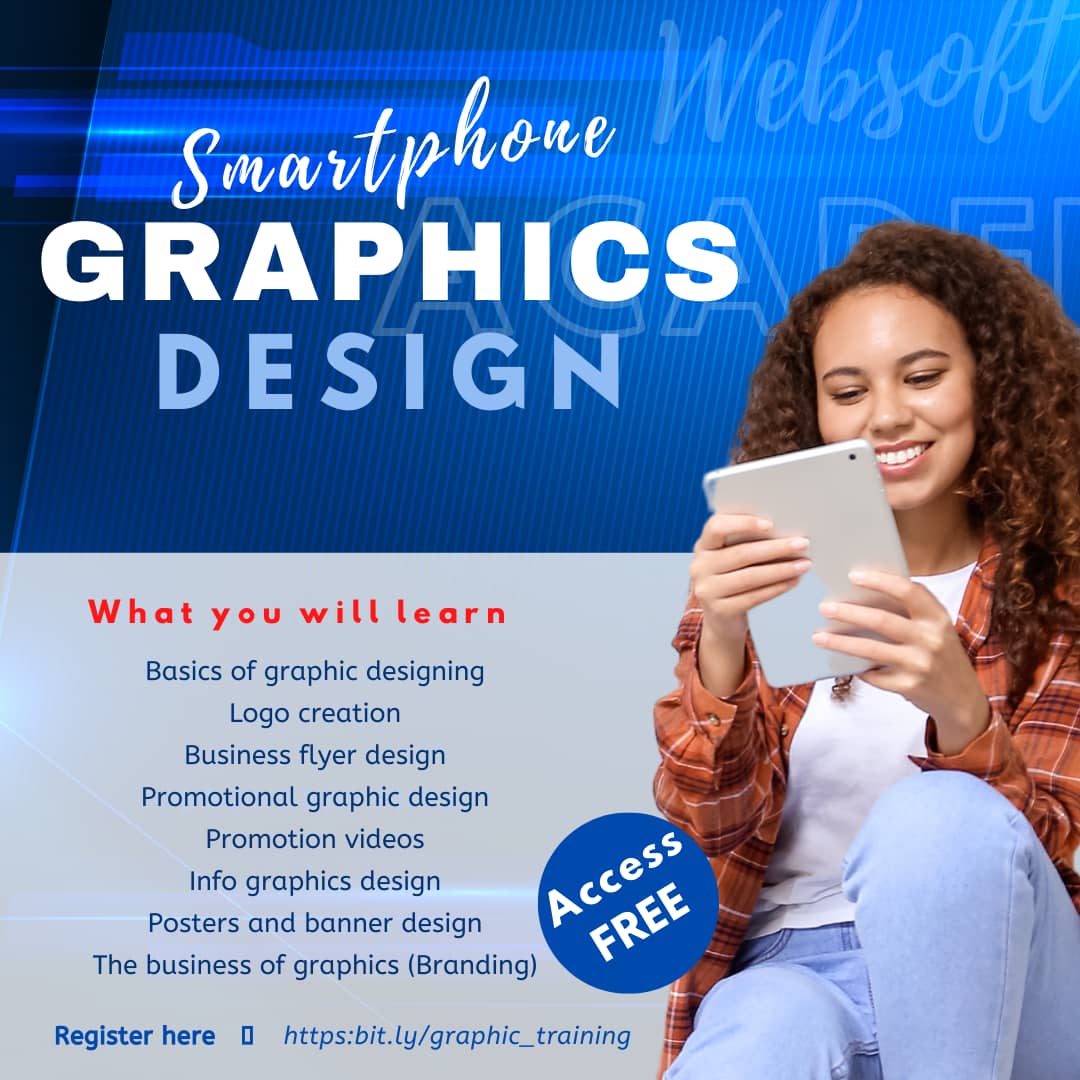 Websoft
Smartphone
ACADE
GRAPHICS
DESIGN
What you will learn
Basics of graphic designing
Logo creation
Business flyer design
Promotional graphic design
Promotion videos
Info graphics design
Posters and banner design
The business of graphics (Branding)
Access
FREE
Register here ▯ https:bit.ly/graphic_training